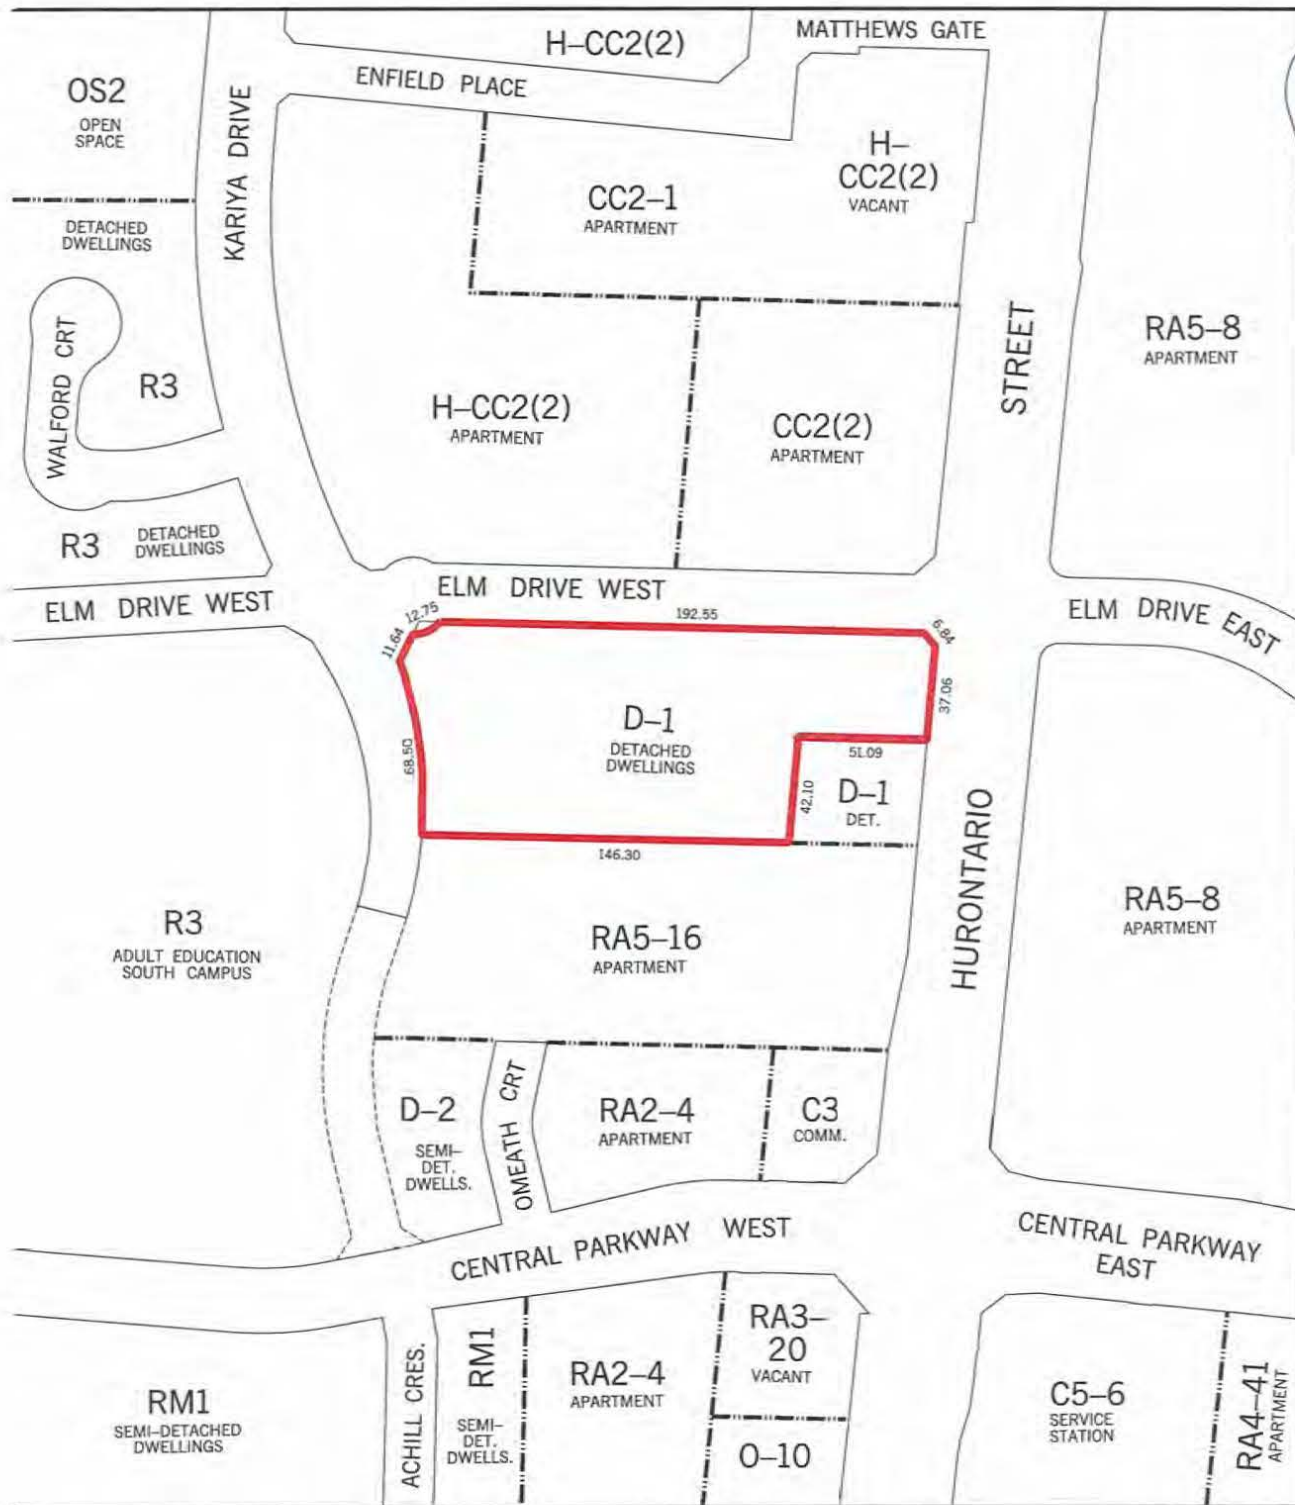 MATTHEWS GATE
H–CC2(2)
ENFIELD PLACE
OS2
OPEN
SPACE
KARIYA DRIVE
H–
CC2(2)
VACANT
CC2–1
APARTMENT
DETACHED
DWELLINGS
WALFORD CRT
R3
STREET
RA5–8
APARTMENT
H–CC2(2)
APARTMENT
CC2(2)
APARTMENT
R3
DETACHED
DWELLINGS
ELM DRIVE WEST
ELM DRIVE WEST
ELM DRIVE EAST
12.75
192.55
6.84
11.64
37.06
D–1
DETACHED
DWELLINGS
68.50
51.09
42.10
D–1
DET.
146.30
HURONTARIO
R3
ADULT EDUCATION
SOUTH CAMPUS
RA5–16
APARTMENT
RA5–8
APARTMENT
D–2
SEMI–
DET.
DWELLS.
OMEATH CRT
RA2–4
APARTMENT
C3
COMM.
CENTRAL PARKWAY WEST
CENTRAL PARKWAY
EAST
RM1
SEMI–DETACHED
DWELLINGS
ACHILL CRES.
RM1
SEMI–
DET.
DWELLS.
RA2–4
APARTMENT
RA3–
20
VACANT
O–10
C5–6
SERVICE
STATION
RA4–41
APARTMENT